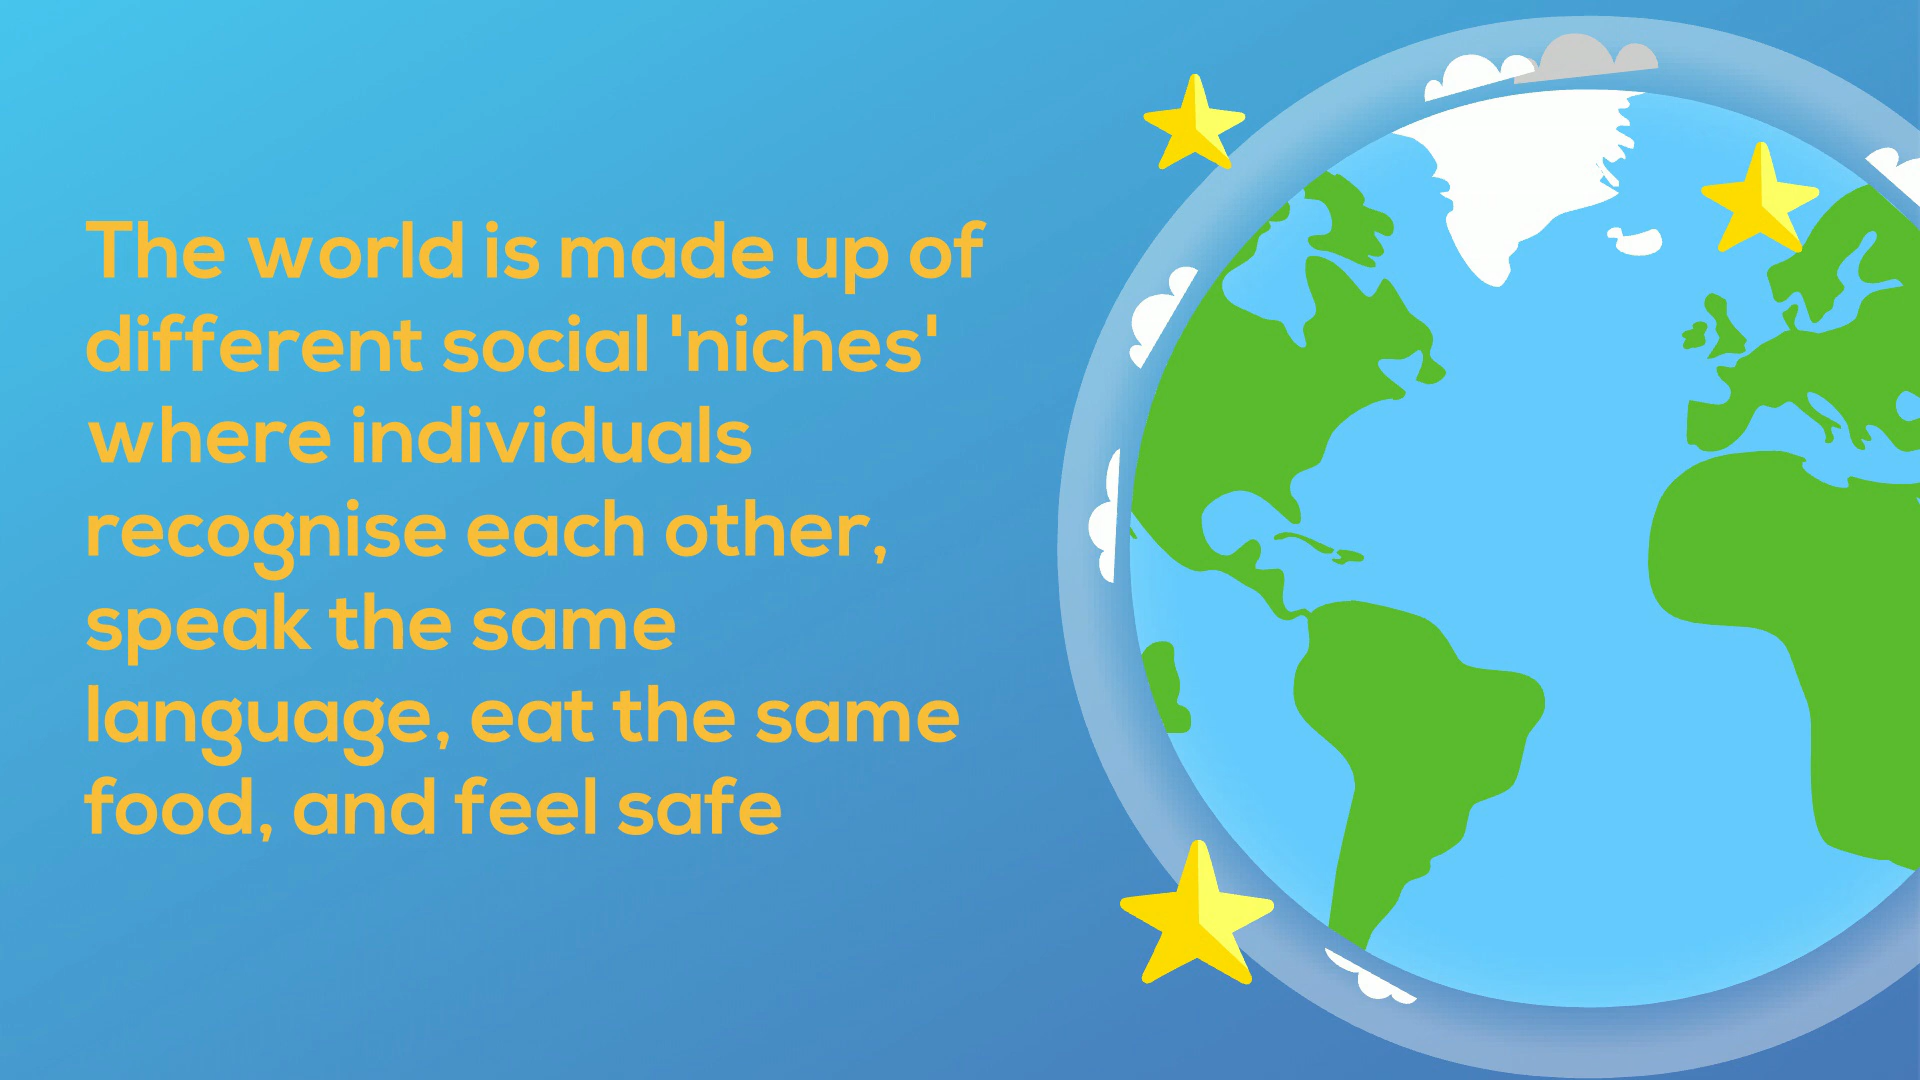 The world is made up of
different social 'niches'
where individuals
recognise each other,
speak the same
language, eat the same
food, and feel safe